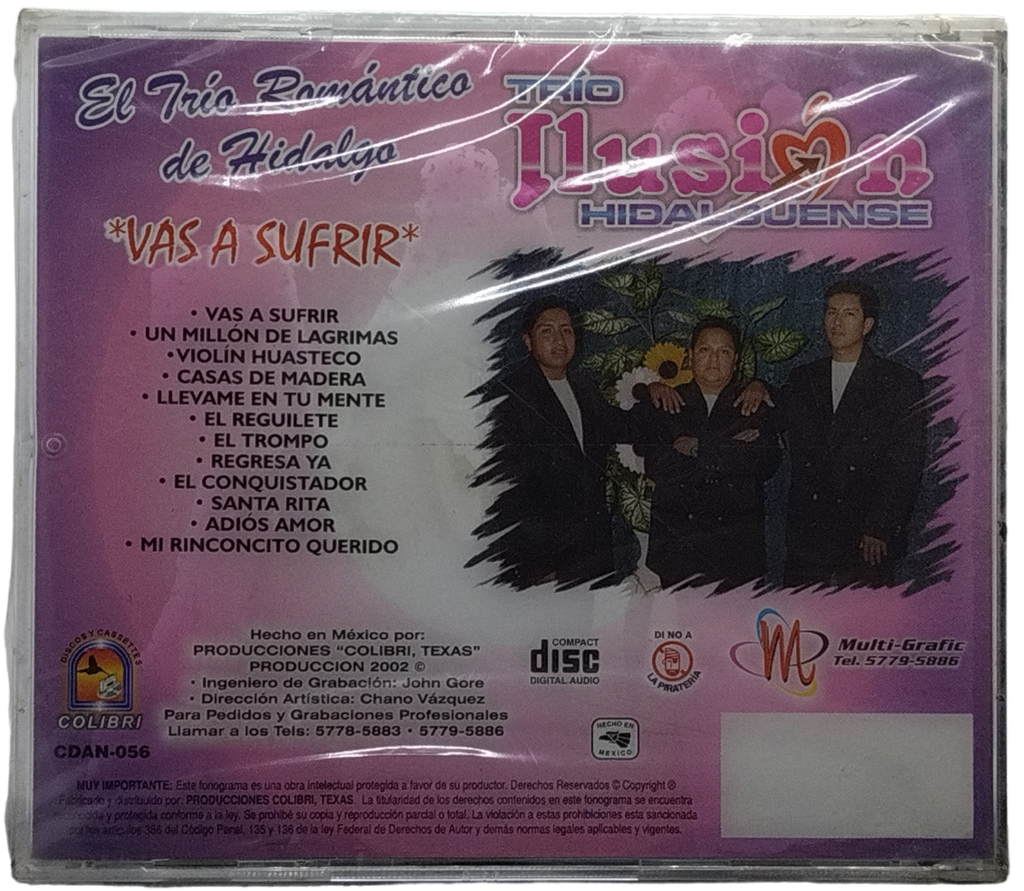 El Trío Romántico
de Hidalgo
TRÍO
Ilusión
HIDALGUENSE
*VAS A SUFRIR*
• VAS A SUFRIR
• UN MILLÓN DE LAGRIMAS
• VIOLÍN HUASTECO
• CASAS DE MADERA
• LLEVAME EN TU MENTE
• EL REGUILETE
• EL TROMPO
• REGRESA YA
• EL CONQUISTADOR
• SANTA RITA
• ADIÓS AMOR
• MI RINCONCITO QUERIDO
DISCOS Y CASSETTES
COLIBRI
CDAN-056
Hecho en México por:
PRODUCCIONES "COLIBRI, TEXAS"
PRODUCCION 2002 ©
• Ingeniero de Grabación: John Gore
• Dirección Artística: Chano Vázquez
Para Pedidos y Grabaciones Profesionales
Llamar a los Tels: 5778-5883 • 5779-5886
COMPACT
disc
DIGITAL AUDIO
DI NO A
LA PIRATERÍA
Multi-Grafic
Tel. 5779-5886
HECHO EN
MEXICO
MUY IMPORTANTE: Este fonograma es una obra intelectual protegida a favor de su productor. Derechos Reservados © Copyright ®
Fabricado y distribuido por: PRODUCCIONES COLIBRI, TEXAS. La titularidad de los derechos contenidos en este fonograma se encuentra
reconocida y protegida conforme a la ley. Se prohibe su copia y reproducción parcial o total. La violación a estas prohibiciones esta sancionada
por los articulos 386 del Código Penal, 135 y 136 de la ley Federal de Derechos de Autor y demás normas legales aplicables y vigentes.